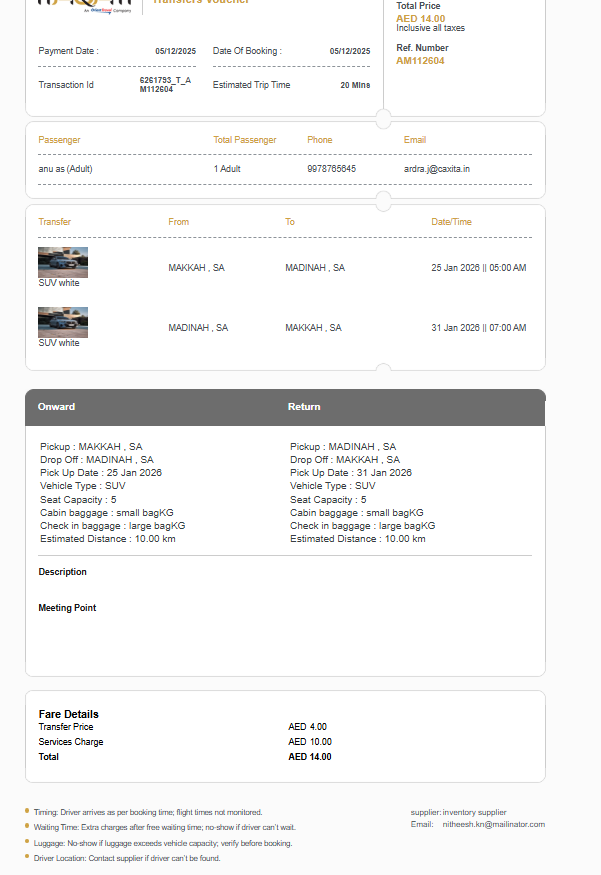 Transfers Voucher
An OrientTravel Company
Total Price
AED 14.00
Inclusive all taxes
Payment Date : 05/12/2025 Date Of Booking : 05/12/2025
Ref. Number
AM112604
Transaction Id 6261793_T_A
M112604
Estimated Trip Time 20 Mins
Passenger Total Passenger Phone Email
anu as (Adult) 1 Adult 9978765645 ardra.j@caxita.in
Transfer From To Date/Time
MAKKAH , SA MADINAH , SA 25 Jan 2026 || 05:00 AM
SUV white
MADINAH , SA MAKKAH , SA 31 Jan 2026 || 07:00 AM
SUV white
Onward Return
Pickup : MAKKAH , SA Pickup : MADINAH , SA
Drop Off : MADINAH , SA Drop Off : MAKKAH , SA
Pick Up Date : 25 Jan 2026 Pick Up Date : 31 Jan 2026
Vehicle Type : SUV Vehicle Type : SUV
Seat Capacity : 5 Seat Capacity : 5
Cabin baggage : small bagKG Cabin baggage : small bagKG
Check in baggage : large bagKG Check in baggage : large bagKG
Estimated Distance : 10.00 km Estimated Distance : 10.00 km
Description
Meeting Point
Fare Details
Transfer Price AED 4.00
Services Charge AED 10.00
Total AED 14.00
Timing: Driver arrives as per booking time; flight times not monitored. supplier: inventory supplier
Waiting Time: Extra charges after free waiting time; no-show if driver can't wait. Email: nitheesh.kn@mailinator.com
Luggage: No-show if luggage exceeds vehicle capacity; verify before booking.
Driver Location: Contact supplier if driver can't be found.